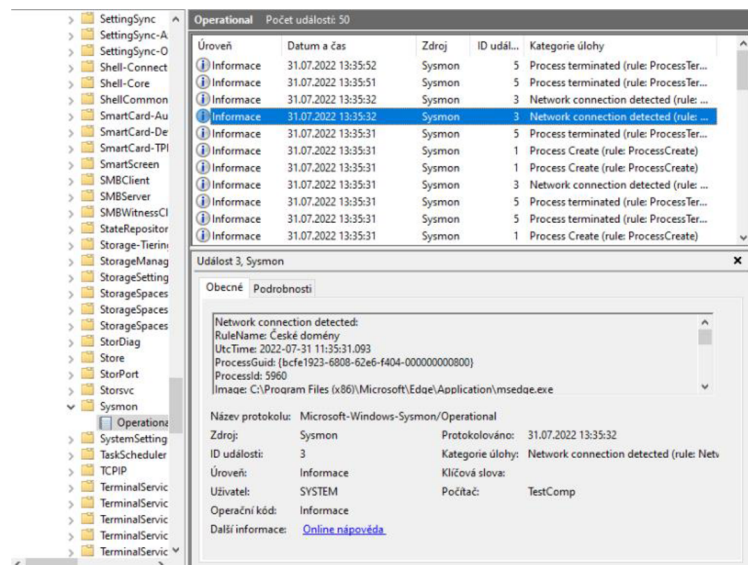 SettingSync
SettingSync-A
SettingSync-O
Shell-Connect
Shell-Core
ShellCommon
SmartCard-Au
SmartCard-De
SmartCard-TPI
SmartScreen
SMBClient
SMBServer
SMBWitnessCl
StateRepositor
Storage-Tierin
StorageManag
StorageSetting
StorageSpaces
StorageSpaces
StorageSpaces
StorDiag
Store
StorPort
Storsvc
Sysmon
Operationa
SystemSetting
TaskScheduler
TCPIP
TerminalServic
TerminalServic
TerminalServic
TerminalServic
TerminalServic
Operational Počet událostí: 50
Úroveň Datum a čas Zdroj ID udál... Kategorie úlohy
Informace 31.07.2022 13:35:52 Sysmon 5 Process terminated (rule: ProcessTer...
Informace 31.07.2022 13:35:51 Sysmon 5 Process terminated (rule: ProcessTer...
Informace 31.07.2022 13:35:32 Sysmon 3 Network connection detected (rule: ...
Informace 31.07.2022 13:35:32 Sysmon 3 Network connection detected (rule: ...
Informace 31.07.2022 13:35:31 Sysmon 5 Process terminated (rule: ProcessTer...
Informace 31.07.2022 13:35:31 Sysmon 1 Process Create (rule: ProcessCreate)
Informace 31.07.2022 13:35:31 Sysmon 1 Process Create (rule: ProcessCreate)
Informace 31.07.2022 13:35:31 Sysmon 3 Network connection detected (rule: ...
Informace 31.07.2022 13:35:31 Sysmon 5 Process terminated (rule: ProcessTer...
Informace 31.07.2022 13:35:31 Sysmon 5 Process terminated (rule: ProcessTer...
Informace 31.07.2022 13:35:31 Sysmon 1 Process Create (rule: ProcessCreate)
Událost 3, Sysmon
Obecné Podrobnosti
Network connection detected:
RuleName: České domény
UtcTime: 2022-07-31 11:35:31.093
ProcessGuid: {bcfe1923-6808-62e6-f404-000000000800}
ProcessId: 5960
Image: C:\Program Files (x86)\Microsoft\Edge\Application\msedge.exe
Název protokolu: Microsoft-Windows-Sysmon/Operational
Zdroj: Sysmon Protokolováno: 31.07.2022 13:35:32
ID události: 3 Kategorie úlohy: Network connection detected (rule: Netw
Úroveň: Informace Klíčová slova:
Uživatel: SYSTEM Počítač: TestComp
Operační kód: Informace
Další informace: Online nápověda